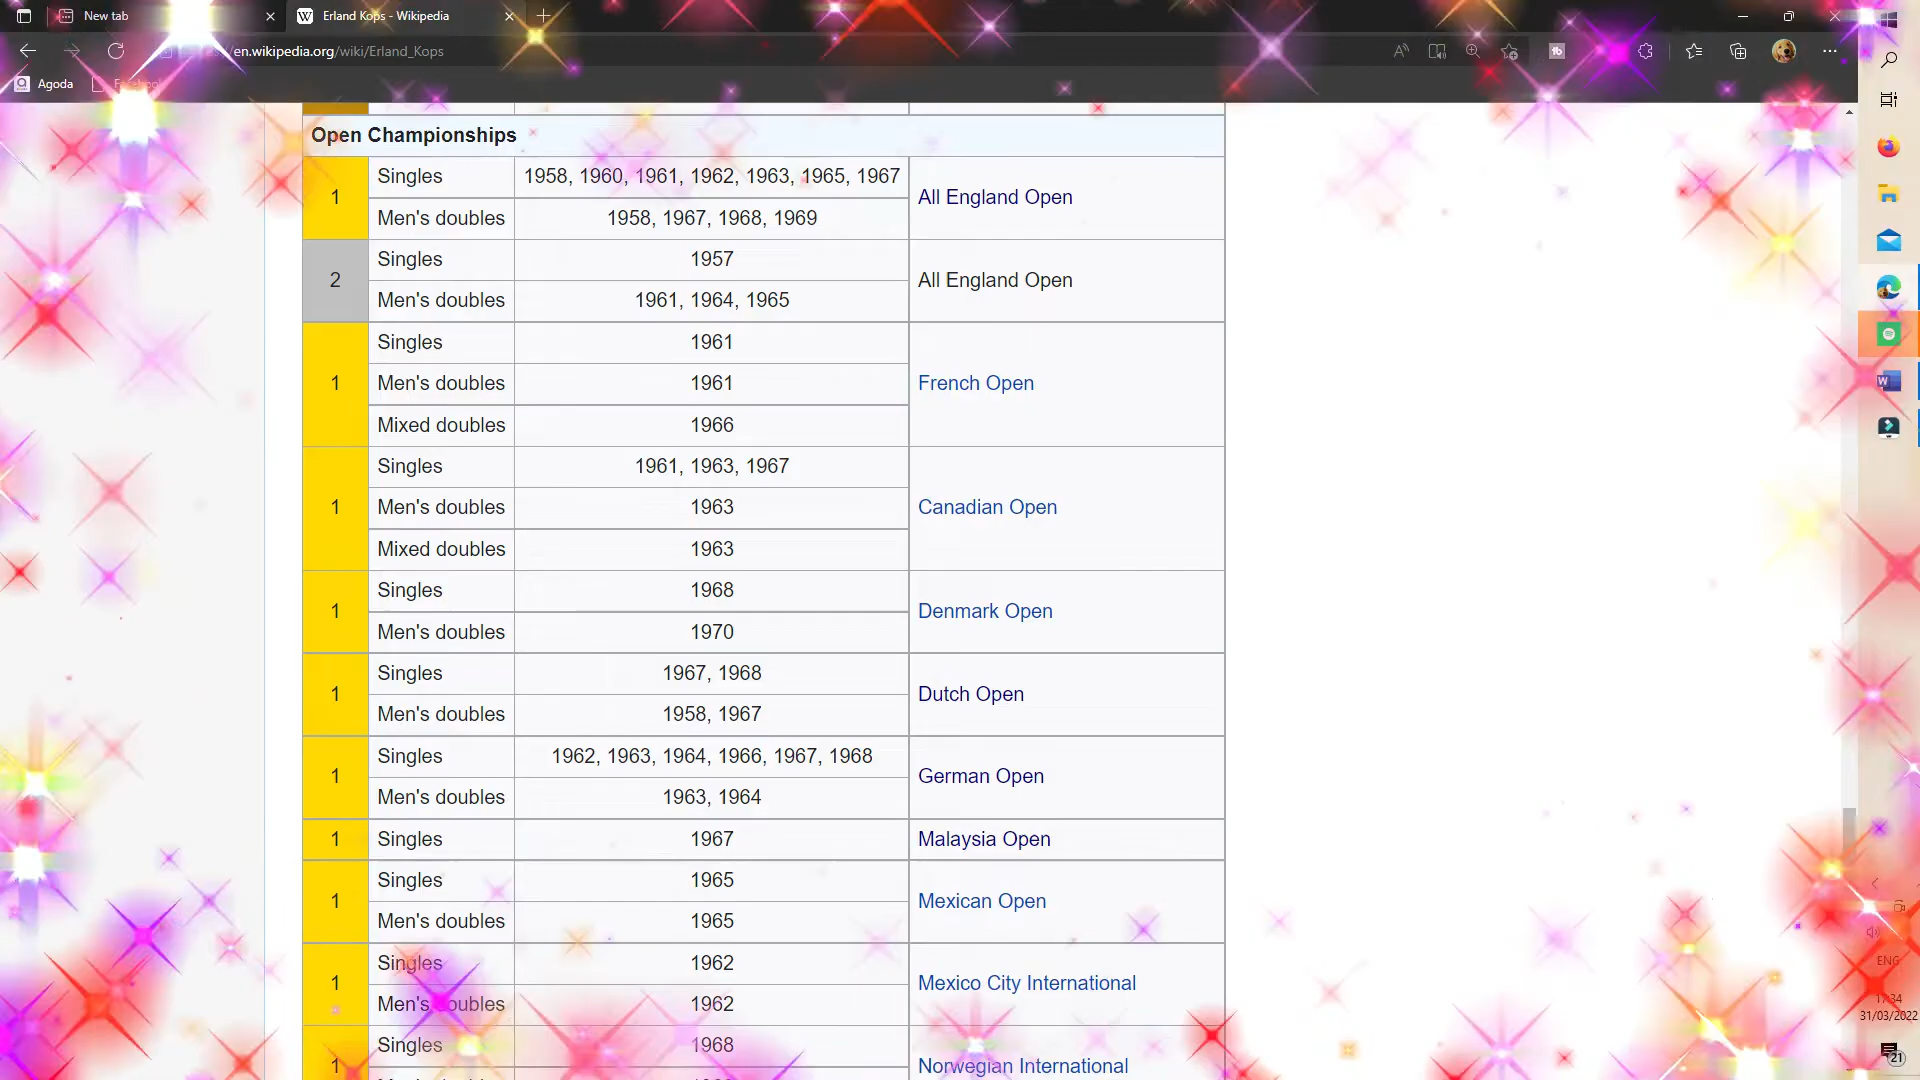 New tab
Erland Kops - Wikipedia
en.wikipedia.org/wiki/Erland_Kops
Agoda
Facebook
Open Championships
1 Singles 1958, 1960, 1961, 1962, 1963, 1965, 1967 All England Open
Men's doubles 1958, 1967, 1968, 1969
2 Singles 1957 All England Open
Men's doubles 1961, 1964, 1965
1 Singles 1961 French Open
Men's doubles 1961
Mixed doubles 1966
1 Singles 1961, 1963, 1967 Canadian Open
Men's doubles 1963
Mixed doubles 1963
1 Singles 1968 Denmark Open
Men's doubles 1970
1 Singles 1967, 1968 Dutch Open
Men's doubles 1958, 1967
1 Singles 1962, 1963, 1964, 1966, 1967, 1968 German Open
Men's doubles 1963, 1964
1 Singles 1967 Malaysia Open
1 Singles 1965 Mexican Open
Men's doubles 1965
1 Singles 1962 Mexico City International
Men's doubles 1962
1 Singles 1968 Norwegian International
ENG
17:34
31/03/2022
21